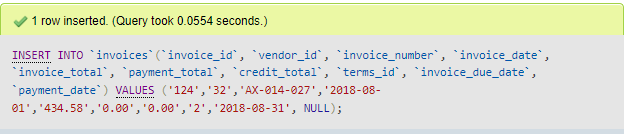 1 row inserted. (Query took 0.0554 seconds.)
INSERT INTO `invoices`(`invoice_id`, `vendor_id`, `invoice_number`, `invoice_date`,
`invoice_total`, `payment_total`, `credit_total`, `terms_id`, `invoice_due_date`,
`payment_date`) VALUES ('124','32','AX-014-027','2018-08-
01','434.58','0.00','0.00','2','2018-08-31', NULL);